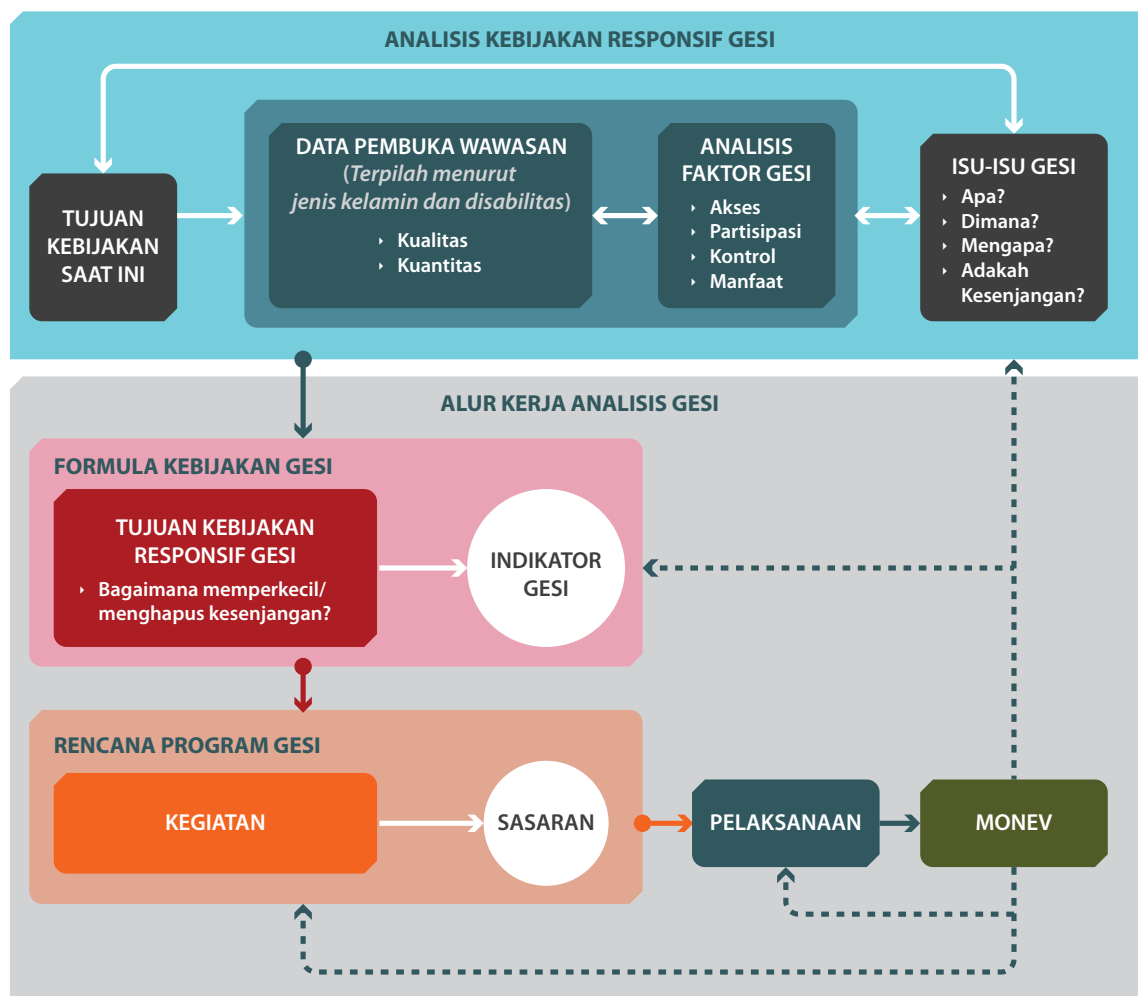 ANALISIS KEBIJAKAN RESPONSIF GESI
TUJUAN
KEBIJAKAN
SAAT INI
DATA PEMBUKA WAWASAN
(Terpilah menurut
jenis kelamin dan disabilitas)
‣ Kualitas
‣ Kuantitas
ANALISIS
FAKTOR GESI
‣ Akses
‣ Partisipasi
‣ Kontrol
‣ Manfaat
ISU-ISU GESI
‣ Apa?
‣ Dimana?
‣ Mengapa?
‣ Adakah
Kesenjangan?
ALUR KERJA ANALISIS GESI
FORMULA KEBIJAKAN GESI
TUJUAN KEBIJAKAN
RESPONSIF GESI
‣ Bagaimana memperkecil/
menghapus kesenjangan?
INDIKATOR
GESI
RENCANA PROGRAM GESI
KEGIATAN
SASARAN
PELAKSANAAN
MONEV